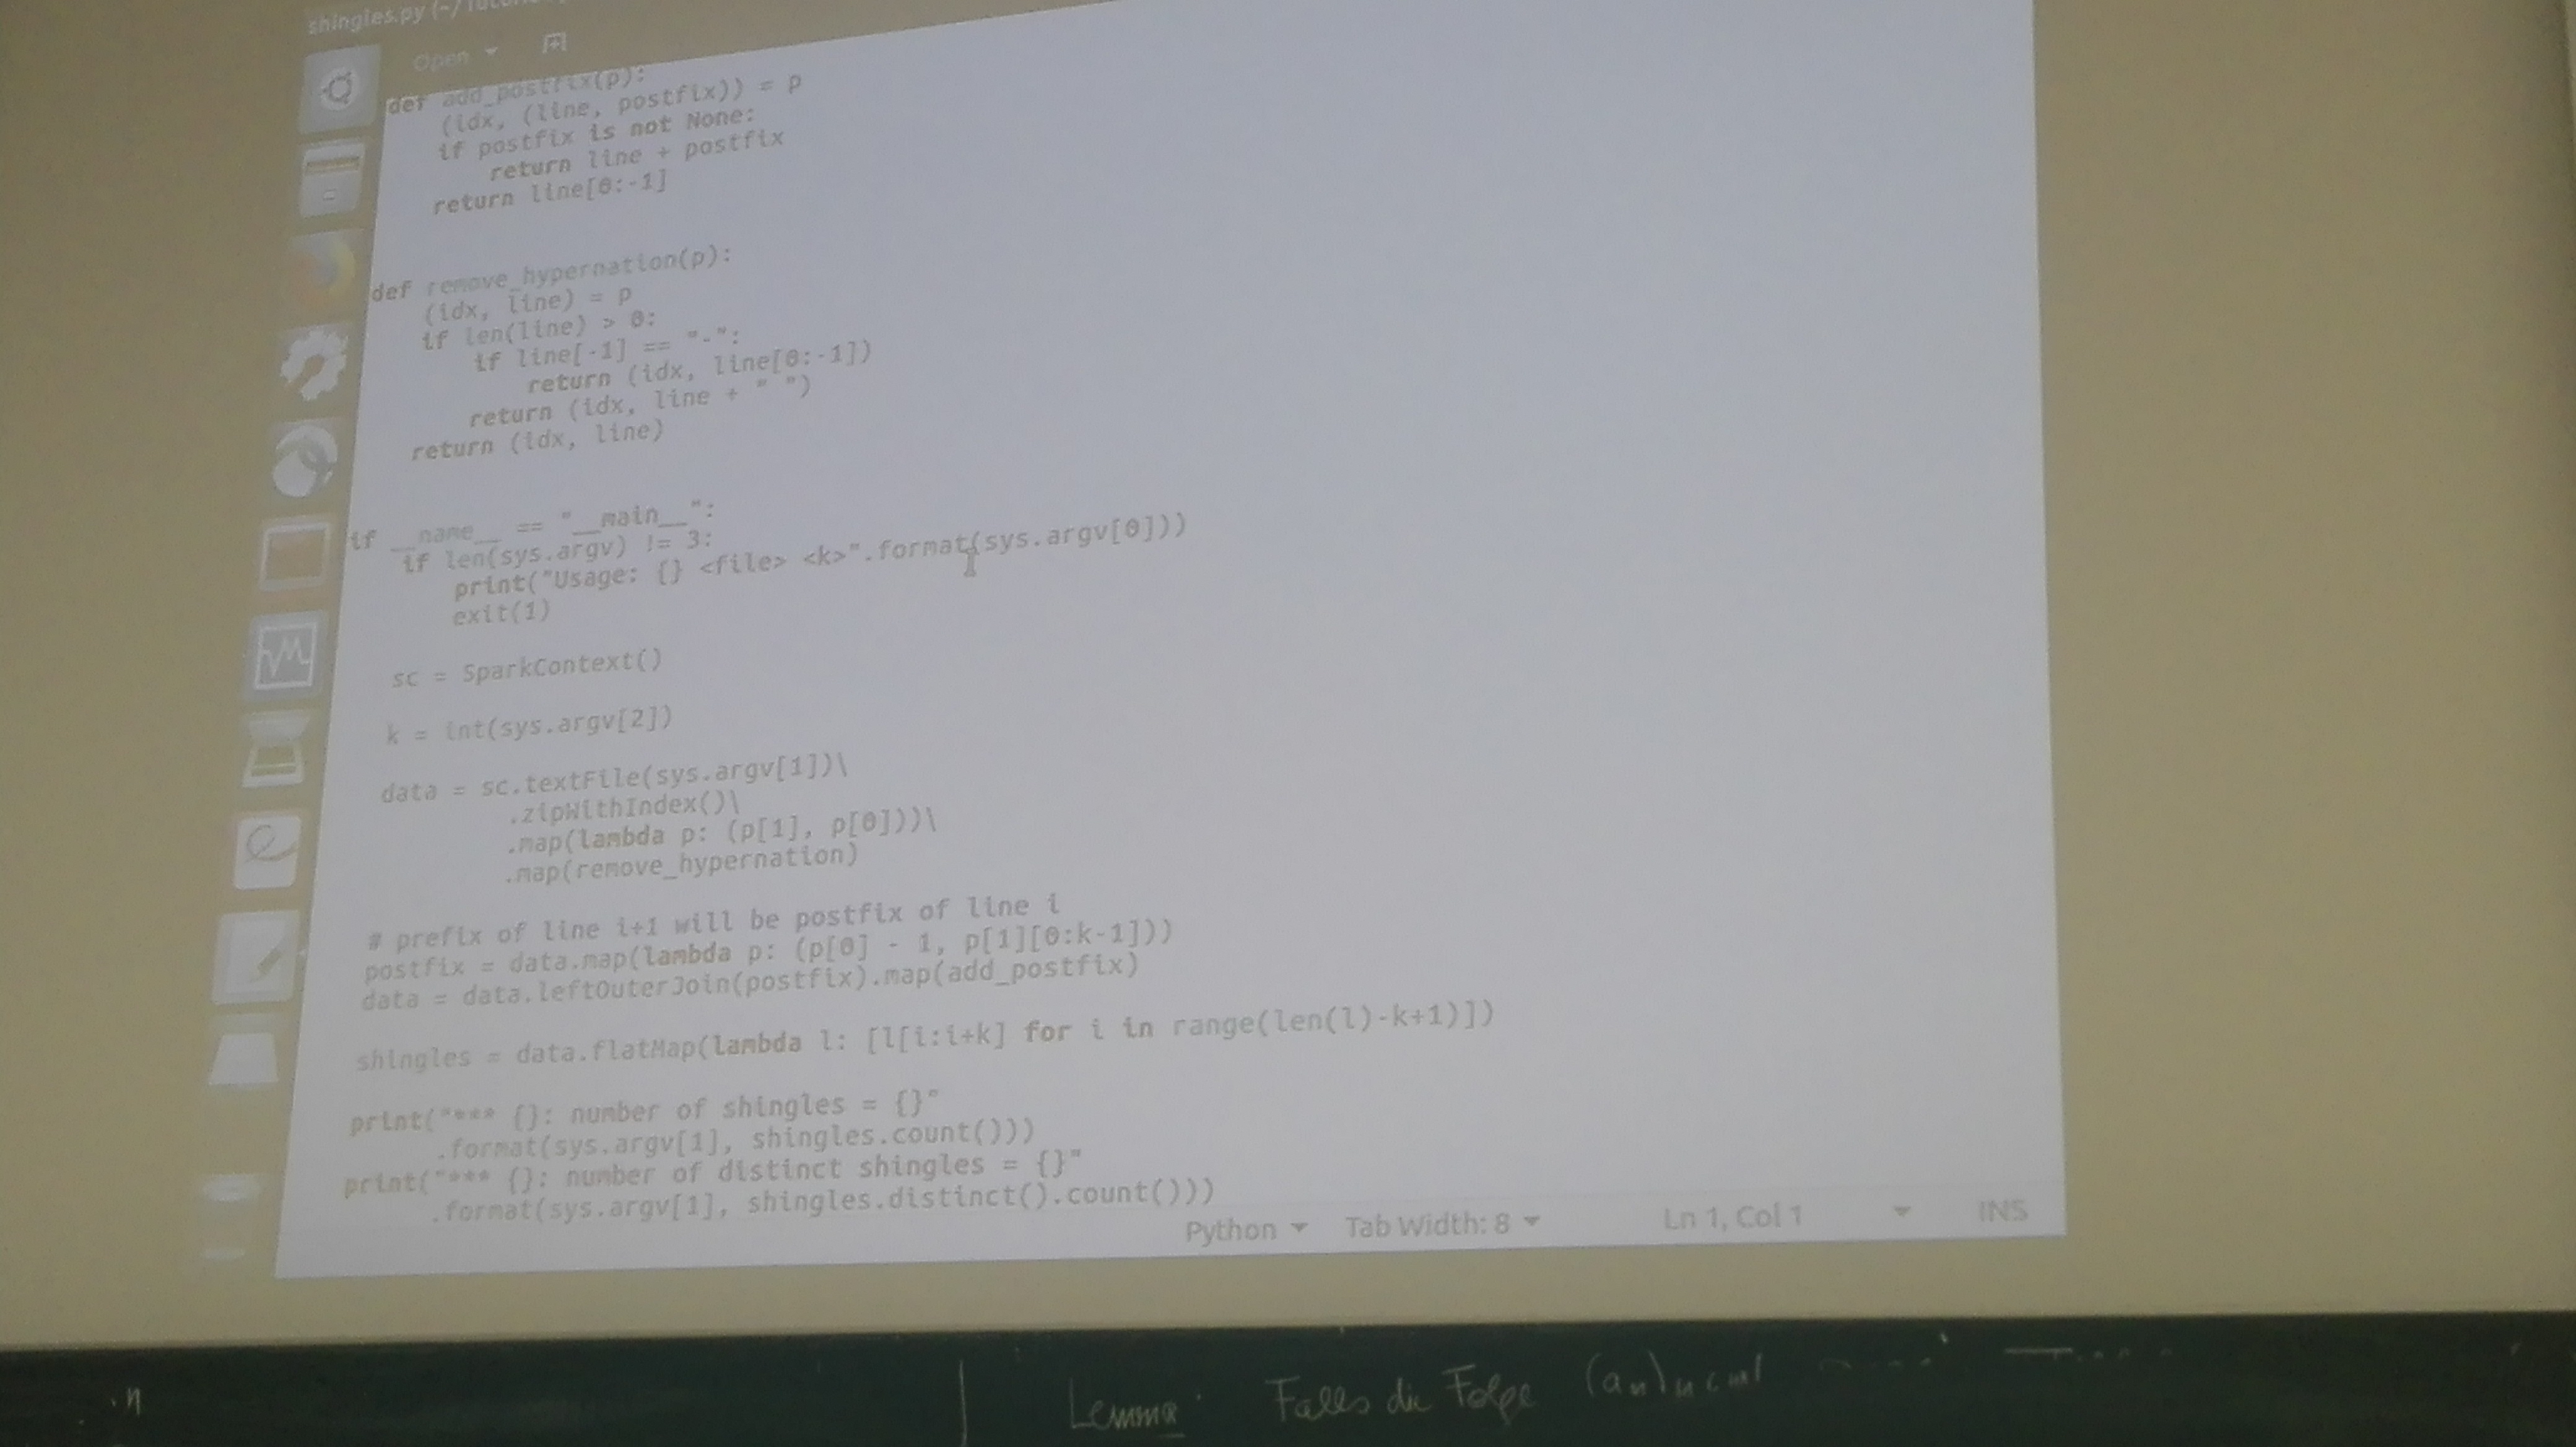 shingles.py (~/
Open
def add_postfix(p):
    (idx, (line, postfix)) = p
    if postfix is not None:
        return line + postfix
    return line[0:-1]
def remove_hypernation(p):
    (idx, line) = p
    if len(line) > 0:
        if line[-1] == "-":
            return (idx, line[0:-1])
        return (idx, line + " ")
    return (idx, line)
if __name__ == "__main__":
    if len(sys.argv) != 3:
        print("Usage: {} <file> <k>".format(sys.argv[0]))
        exit(1)
    sc = SparkContext()
    k = int(sys.argv[2])
    data = sc.textFile(sys.argv[1])\
            .zipWithIndex()\
            .map(lambda p: (p[1], p[0]))\
            .map(remove_hypernation)
    # prefix of line i+1 will be postfix of line i
    postfix = data.map(lambda p: (p[0] - 1, p[1][0:k-1]))
    data = data.leftOuterJoin(postfix).map(add_postfix)
    shingles = data.flatMap(lambda l: [l[i:i+k] for i in range(len(l)-k+1)])
    print("*** {}: number of shingles = {}"
            .format(sys.argv[1], shingles.count()))
    print("*** {}: number of distinct shingles = {}"
            .format(sys.argv[1], shingles.distinct().count()))
Python Tab Width: 8 Ln 1, Col 1 INS
Lemma: Falls die Folge